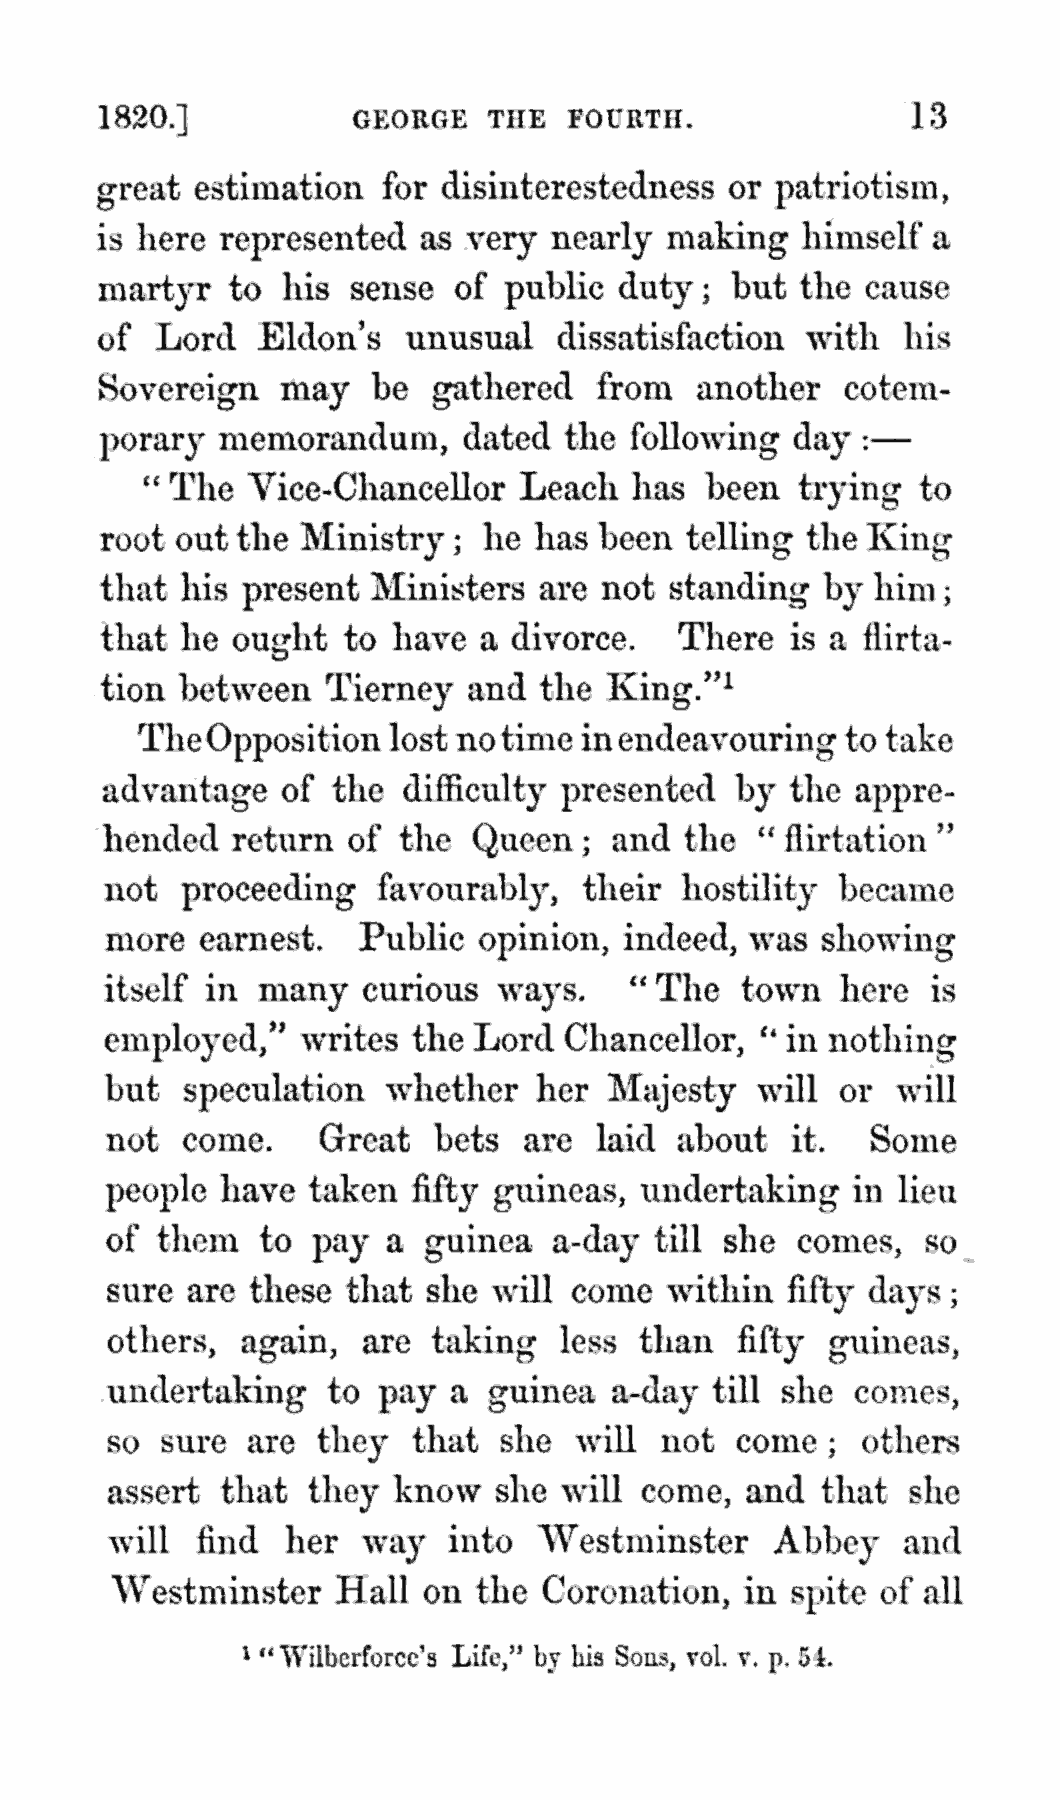 1820.] GEORGE THE FOURTH. 13
great estimation for disinterestedness or patriotism,
is here represented as very nearly making himself a
martyr to his sense of public duty; but the cause
of Lord Eldon's unusual dissatisfaction with his
Sovereign may be gathered from another cotem-
porary memorandum, dated the following day :—
"The Vice-Chancellor Leach has been trying to
root out the Ministry; he has been telling the King
that his present Ministers are not standing by him;
that he ought to have a divorce. There is a flirta-
tion between Tierney and the King."¹
The Opposition lost no time in endeavouring to take
advantage of the difficulty presented by the appre-
hended return of the Queen; and the "flirtation"
not proceeding favourably, their hostility became
more earnest. Public opinion, indeed, was showing
itself in many curious ways. "The town here is
employed," writes the Lord Chancellor, "in nothing
but speculation whether her Majesty will or will
not come. Great bets are laid about it. Some
people have taken fifty guineas, undertaking in lieu
of them to pay a guinea a-day till she comes, so
sure are these that she will come within fifty days;
others, again, are taking less than fifty guineas,
undertaking to pay a guinea a-day till she comes,
so sure are they that she will not come; others
assert that they know she will come, and that she
will find her way into Westminster Abbey and
Westminster Hall on the Coronation, in spite of all
¹ "Wilberforce's Life," by his Sons, vol. v. p. 54.